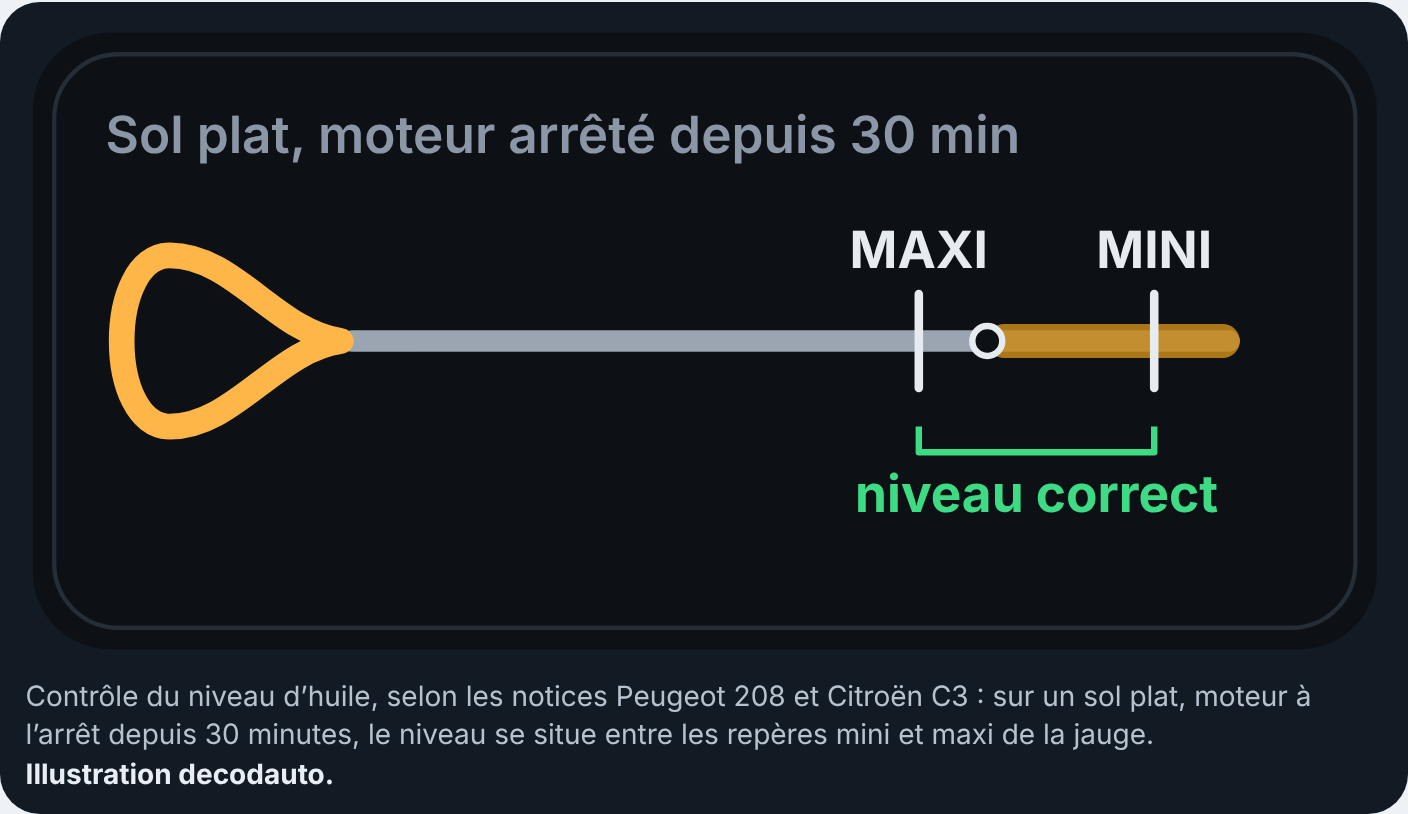 Sol plat, moteur arrêté depuis 30 min
MAXI MINI
niveau correct
Contrôle du niveau d’huile, selon les notices Peugeot 208 et Citroën C3 : sur un sol plat, moteur à
l’arrêt depuis 30 minutes, le niveau se situe entre les repères mini et maxi de la jauge.
Illustration decodauto.